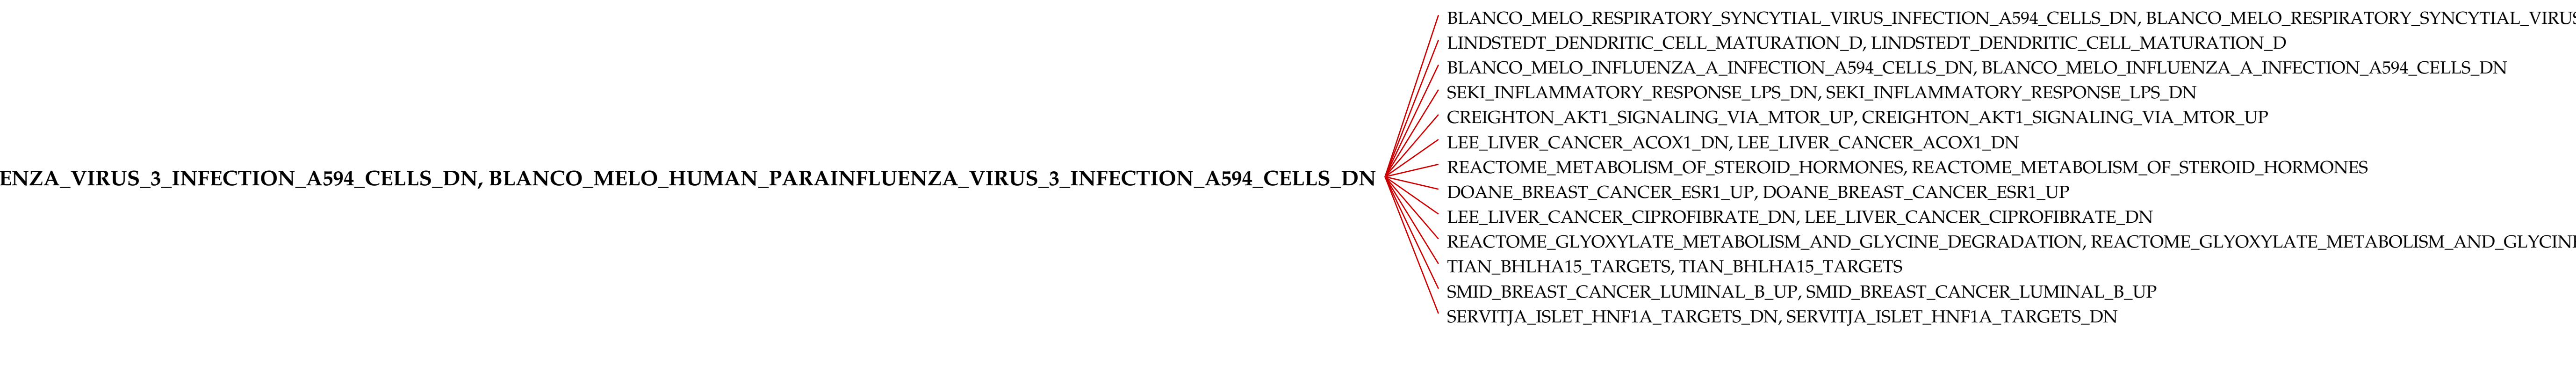 BLANCO_MELO_RESPIRATORY_SYNCYTIAL_VIRUS_INFECTION_A594_CELLS_DN, BLANCO_MELO_RESPIRATORY_SYNCYTIAL_VIRUS
LINDSTEDT_DENDRITIC_CELL_MATURATION_D, LINDSTEDT_DENDRITIC_CELL_MATURATION_D
BLANCO_MELO_INFLUENZA_A_INFECTION_A594_CELLS_DN, BLANCO_MELO_INFLUENZA_A_INFECTION_A594_CELLS_DN
SEKI_INFLAMMATORY_RESPONSE_LPS_DN, SEKI_INFLAMMATORY_RESPONSE_LPS_DN
CREIGHTON_AKT1_SIGNALING_VIA_MTOR_UP, CREIGHTON_AKT1_SIGNALING_VIA_MTOR_UP
LEE_LIVER_CANCER_ACOX1_DN, LEE_LIVER_CANCER_ACOX1_DN
REACTOME_METABOLISM_OF_STEROID_HORMONES, REACTOME_METABOLISM_OF_STEROID_HORMONES
ENZA_VIRUS_3_INFECTION_A594_CELLS_DN, BLANCO_MELO_HUMAN_PARAINFLUENZA_VIRUS_3_INFECTION_A594_CELLS_DN
DOANE_BREAST_CANCER_ESR1_UP, DOANE_BREAST_CANCER_ESR1_UP
LEE_LIVER_CANCER_CIPROFIBRATE_DN, LEE_LIVER_CANCER_CIPROFIBRATE_DN
REACTOME_GLYOXYLATE_METABOLISM_AND_GLYCINE_DEGRADATION, REACTOME_GLYOXYLATE_METABOLISM_AND_GLYCINE
TIAN_BHLHA15_TARGETS, TIAN_BHLHA15_TARGETS
SMID_BREAST_CANCER_LUMINAL_B_UP, SMID_BREAST_CANCER_LUMINAL_B_UP
SERVITJA_ISLET_HNF1A_TARGETS_DN, SERVITJA_ISLET_HNF1A_TARGETS_DN